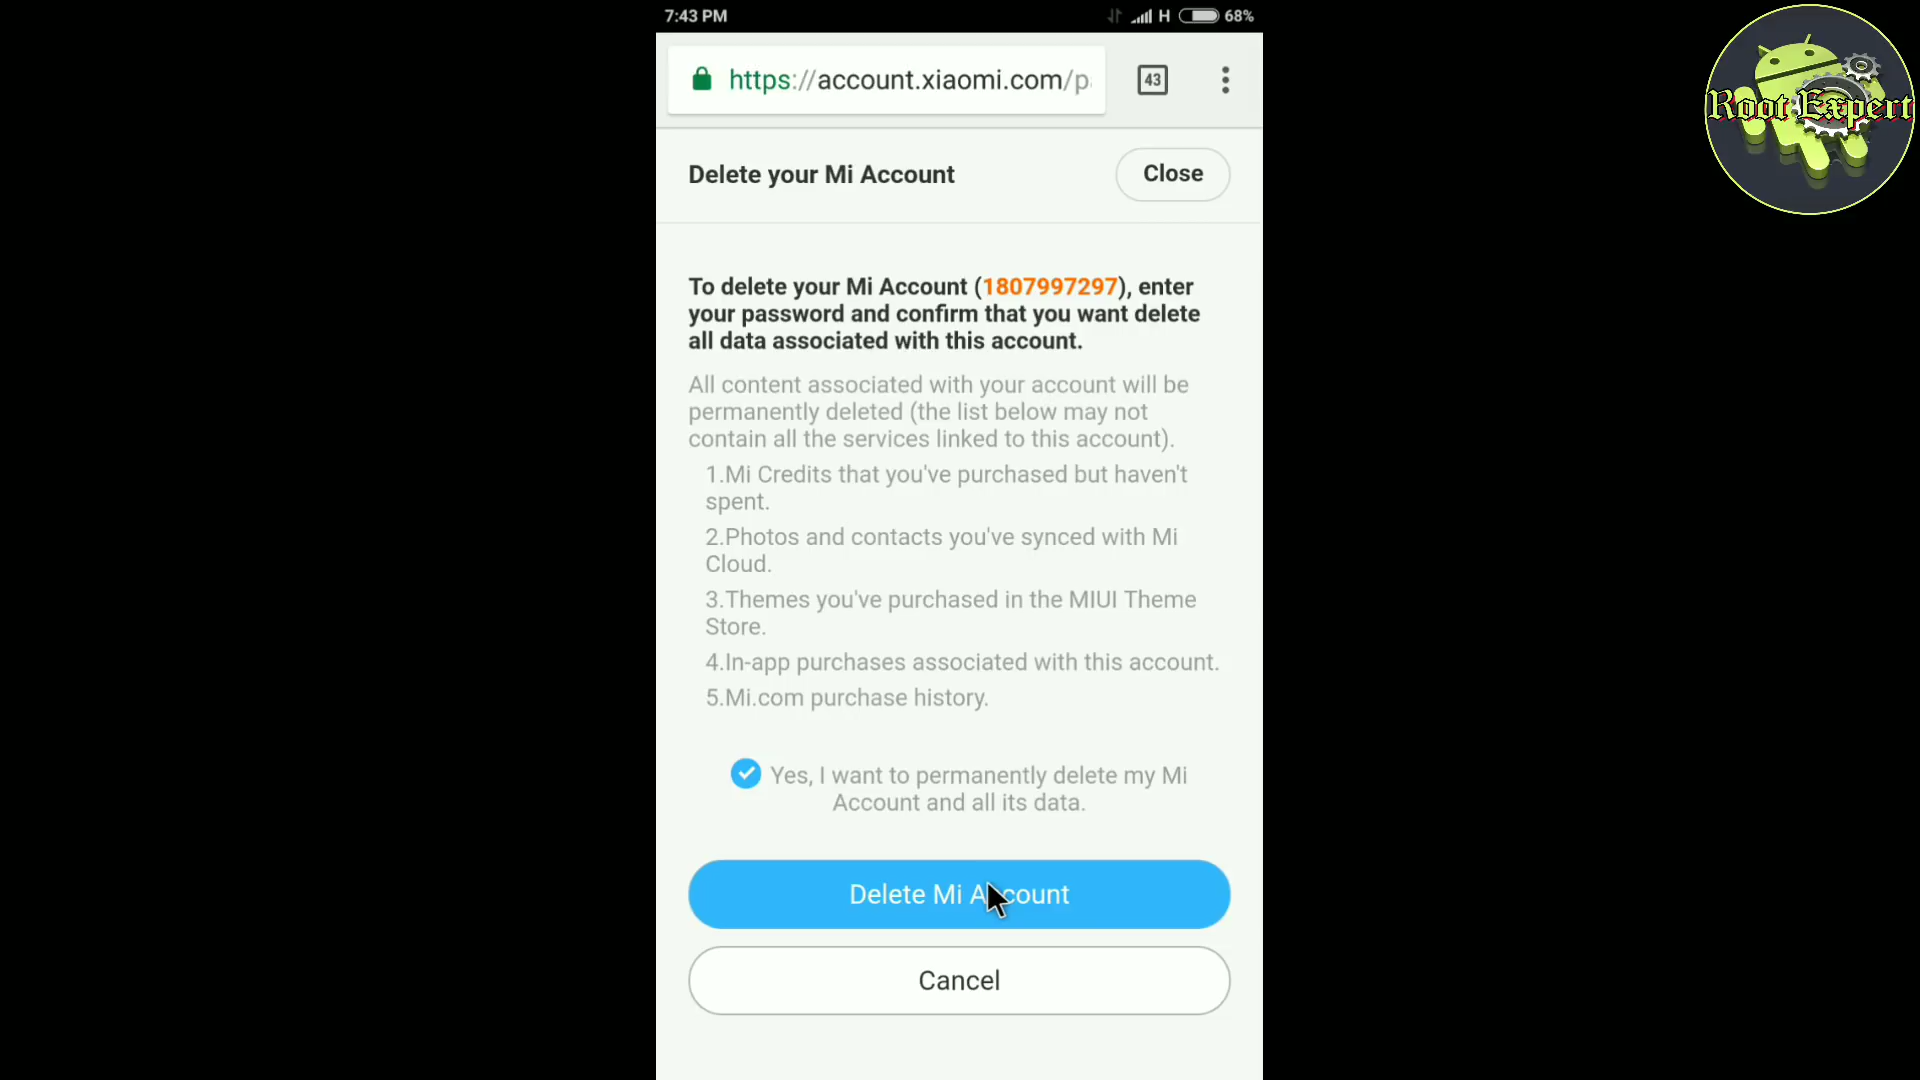 7:43 PM
H
68%
https://account.xiaomi.com/p
43
Root Expert
Delete your Mi Account
Close
To delete your Mi Account (1807997297), enter
your password and confirm that you want delete
all data associated with this account.
All content associated with your account will be
permanently deleted (the list below may not
contain all the services linked to this account).
1.Mi Credits that you've purchased but haven't
spent.
2.Photos and contacts you've synced with Mi
Cloud.
3.Themes you've purchased in the MIUI Theme
Store.
4.In-app purchases associated with this account.
5.Mi.com purchase history.
Yes, I want to permanently delete my Mi
Account and all its data.
Delete Mi Account
Cancel